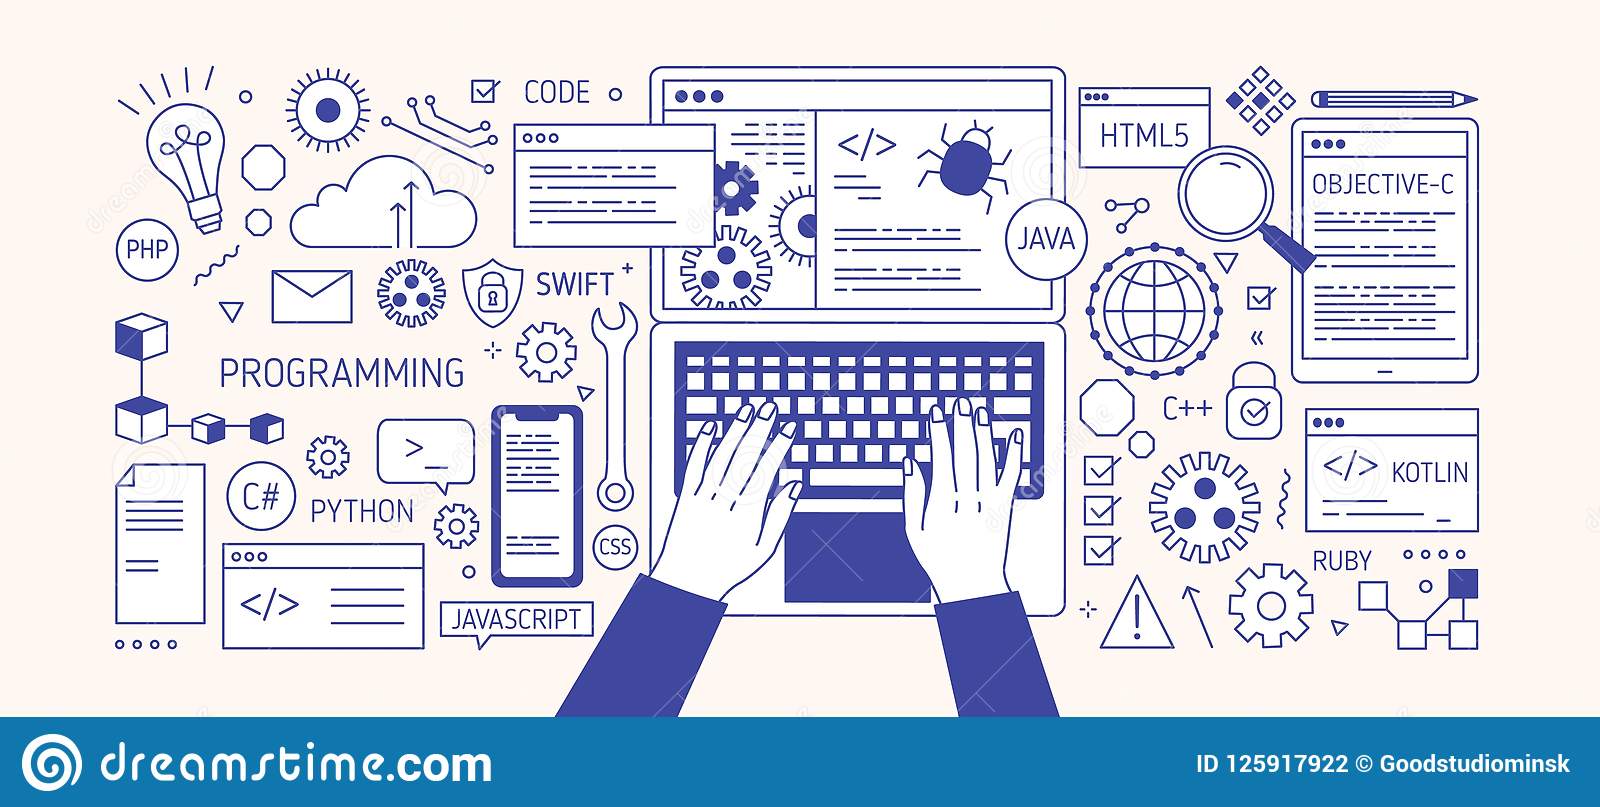 CODE
HTML5
OBJECTIVE-C
</>
PHP
JAVA
SWIFT
PROGRAMMING
C++
>_
</> KOTLIN
C#
PYTHON
CSS
RUBY
</>
JAVASCRIPT
dreamstime.com
ID 125917922 © Goodstudiominsk